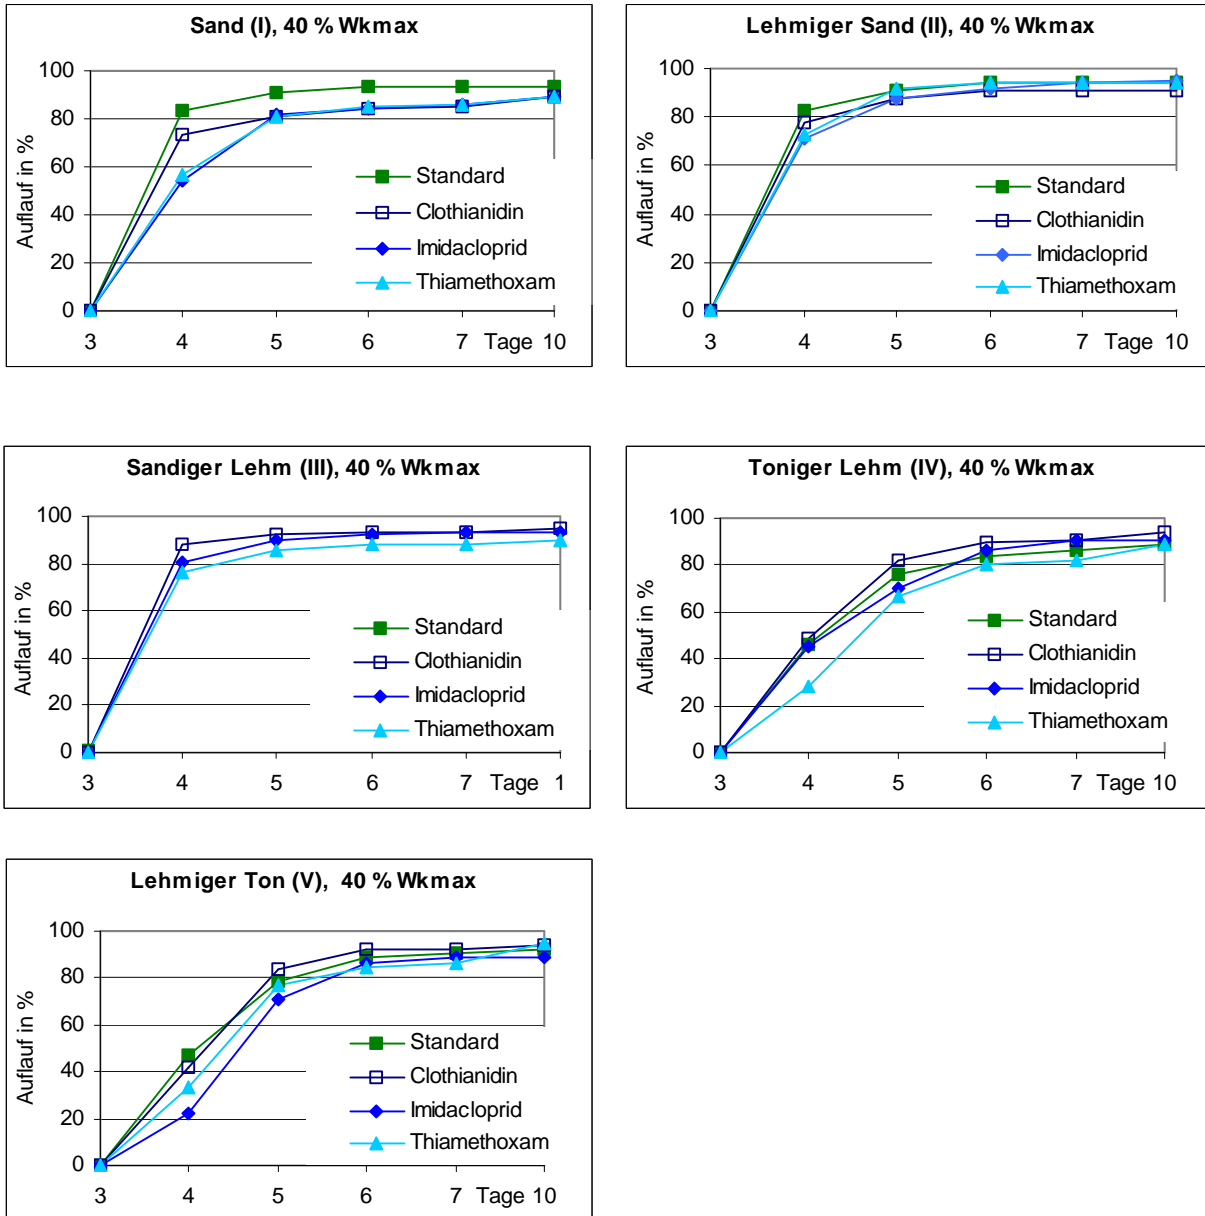 Sand (I), 40 % Wkmax
Auflauf in %
100
80
60
40
20
0
Standard
Clothianidin
Imidacloprid
Thiamethoxam
3 4 5 6 7 Tage 10
Lehmiger Sand (II), 40 % Wkmax
Auflauf in %
100
80
60
40
20
0
Standard
Clothianidin
Imidacloprid
Thiamethoxam
3 4 5 6 7 Tage 10
Sandiger Lehm (III), 40 % Wkmax
Auflauf in %
100
80
60
40
20
0
Standard
Clothianidin
Imidacloprid
Thiamethoxam
3 4 5 6 7 Tage 1
Toniger Lehm (IV), 40 % Wkmax
Auflauf in %
100
80
60
40
20
0
Standard
Clothianidin
Imidacloprid
Thiamethoxam
3 4 5 6 7 Tage 10
Lehmiger Ton (V), 40 % Wkmax
Auflauf in %
100
80
60
40
20
0
Standard
Clothianidin
Imidacloprid
Thiamethoxam
3 4 5 6 7 Tage 10